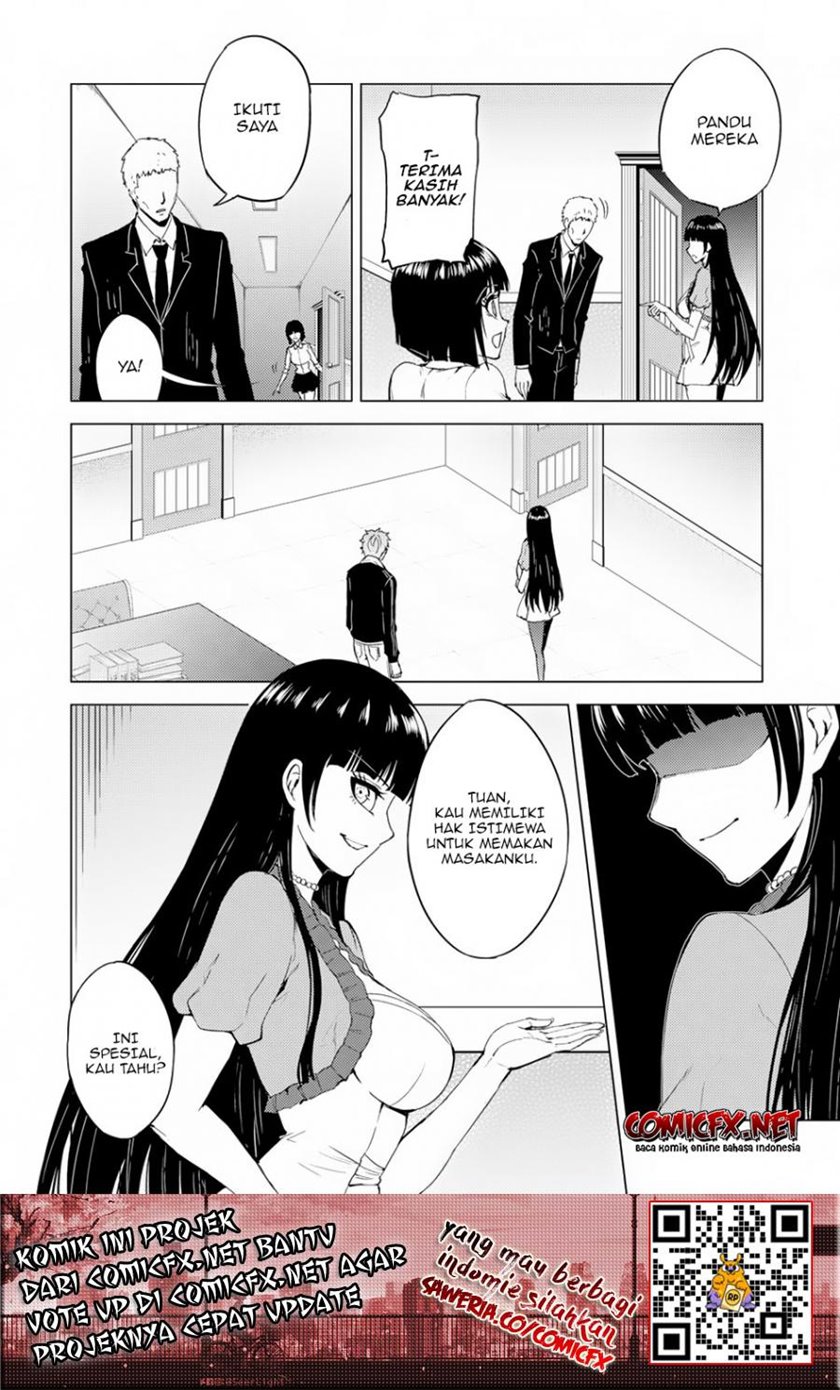 PANDU
MEREKA
T-
TERIMA
KASIH
BANYAK!
IKUTI
SAYA
YA!
TUAN,
KAU MEMILIKI
HAK ISTIMEWA
UNTUK MEMAKAN
MASAKANKU.
INI
SPESIAL,
KAU TAHU?
COMICFX.NET
Baca Komik Online Bahasa Indonesia
KOMIK INI PROJEK
DARI COMICFX.NET BANTU
VOTE UP DI COMICFX.NET AGAR
PROJEKNYA CEPAT UPDATE
yang mau berbagi
indomie silahkan
SAWERIA.CO/COMICFX
RP